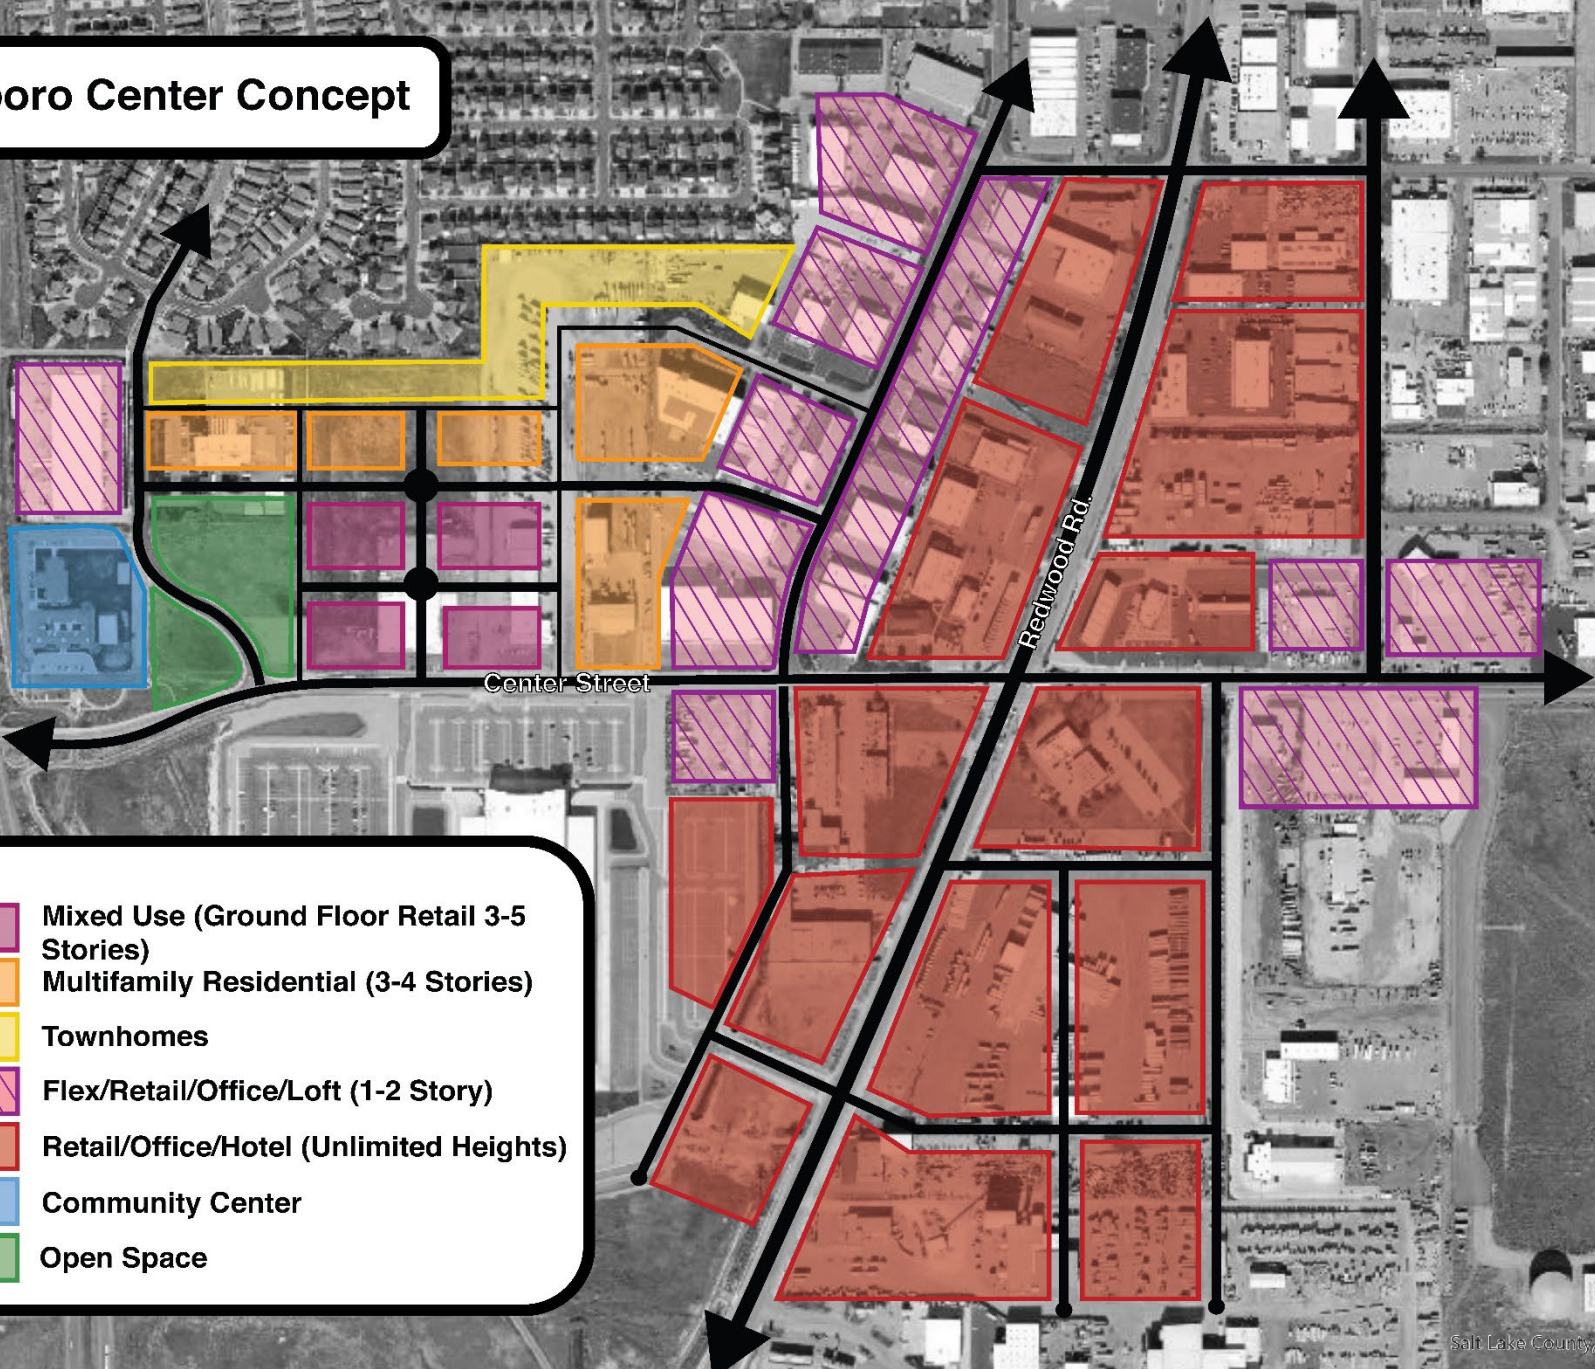 oro Center Concept
Redwood Rd.
Center Street
Mixed Use (Ground Floor Retail 3-5
Stories)
Multifamily Residential (3-4 Stories)
Townhomes
Flex/Retail/Office/Loft (1-2 Story)
Retail/Office/Hotel (Unlimited Heights)
Community Center
Open Space
Salt Lake County